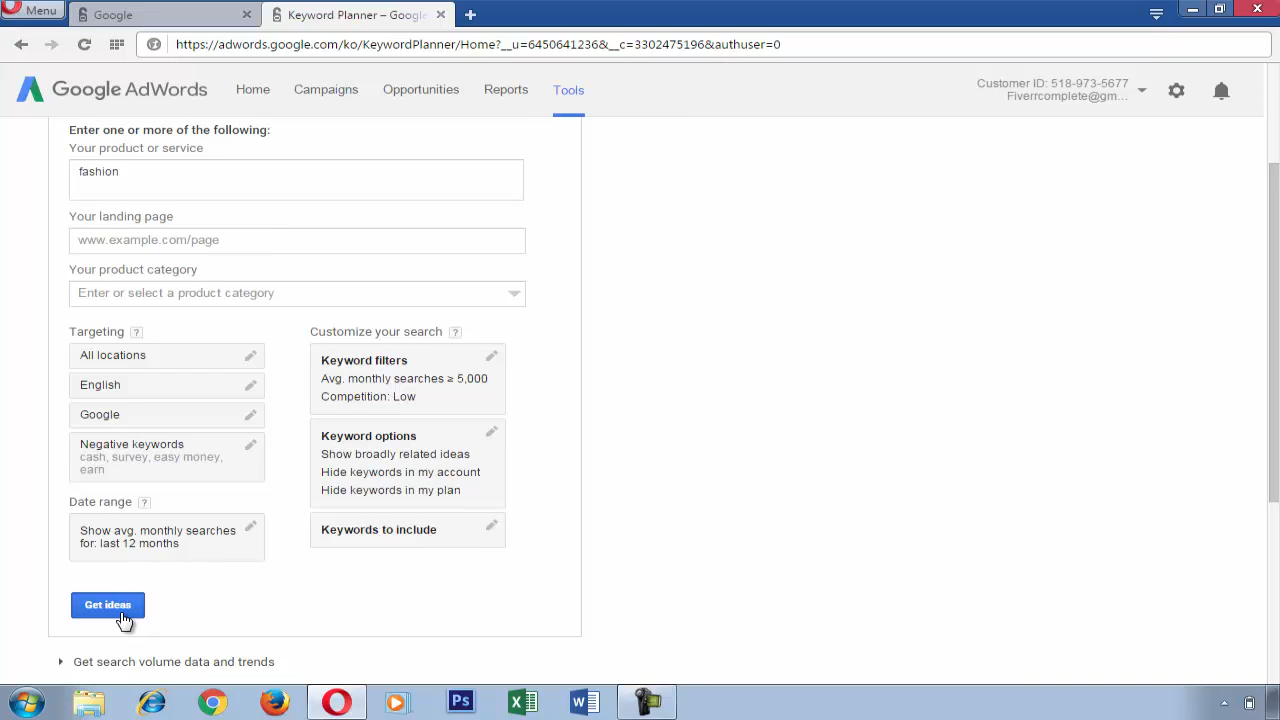 Menu
Google
Keyword Planner – Google
https://adwords.google.com/ko/KeywordPlanner/Home?__u=6450641236&__c=3302475196&authuser=0
Google AdWords
Home
Campaigns
Opportunities
Reports
Tools
Customer ID: 518-973-5677
Fiverrcomplete@gm...
Enter one or more of the following:
Your product or service
fashion
Your landing page
www.example.com/page
Your product category
Enter or select a product category
Targeting ?
All locations
English
Google
Negative keywords
cash, survey, easy money,
earn
Date range ?
Show avg. monthly searches
for: last 12 months
Customize your search ?
Keyword filters
Avg. monthly searches ≥ 5,000
Competition: Low
Keyword options
Show broadly related ideas
Hide keywords in my account
Hide keywords in my plan
Keywords to include
Get ideas
Get search volume data and trends
Ps
X
W